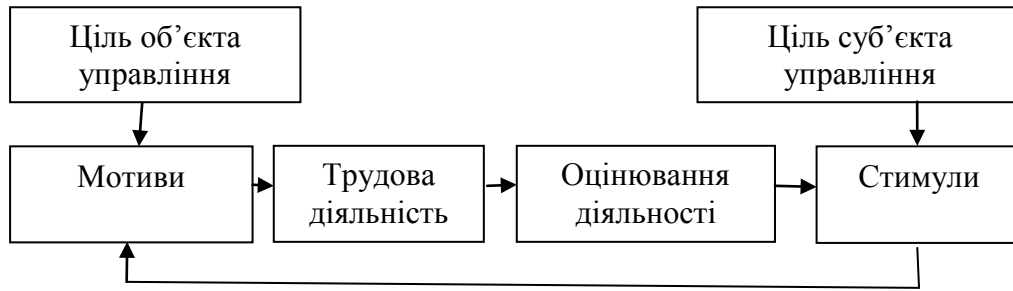 Ціль об’єкта
управління
Ціль суб’єкта
управління
Мотиви
Трудова
діяльність
Оцінювання
діяльності
Стимули